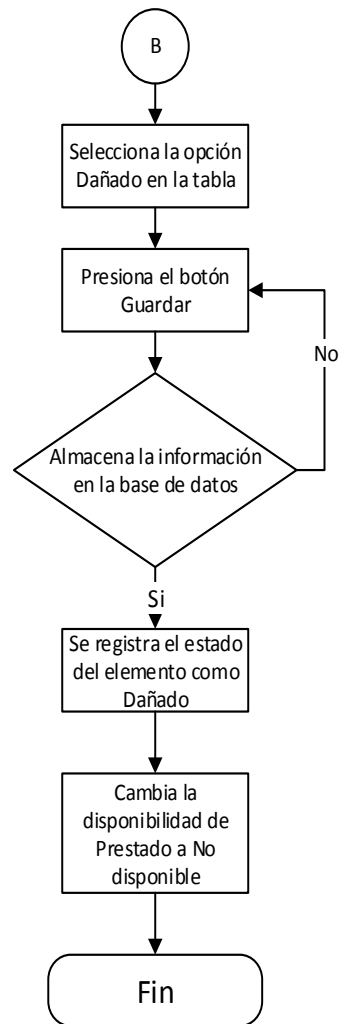 B
Selecciona la opción
Dañado en la tabla
Presiona el botón
Guardar
No
Almacena la información
en la base de datos
Si
Se registra el estado
del elemento como
Dañado
Cambia la
disponibilidad de
Prestado a No
disponible
Fin